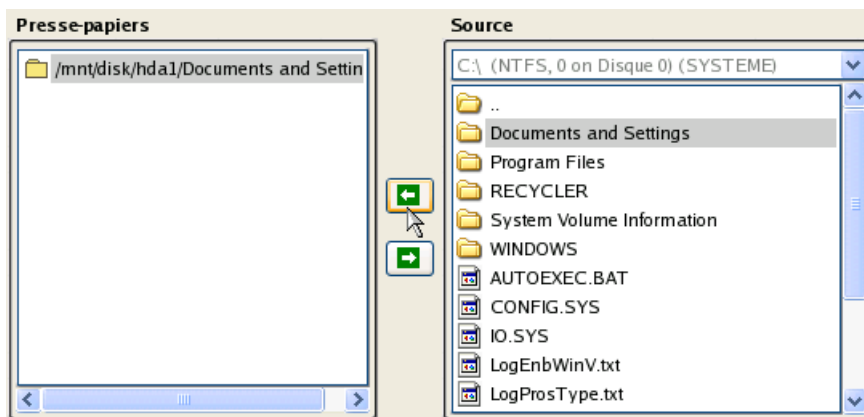 Presse-papiers
/mnt/disk/hda1/Documents and Settin
Source
C:\ (NTFS, 0 on Disque 0) (SYSTEME)
..
Documents and Settings
Program Files
RECYCLER
System Volume Information
WINDOWS
AUTOEXEC.BAT
CONFIG.SYS
IO.SYS
LogEnbWinV.txt
LogProsType.txt